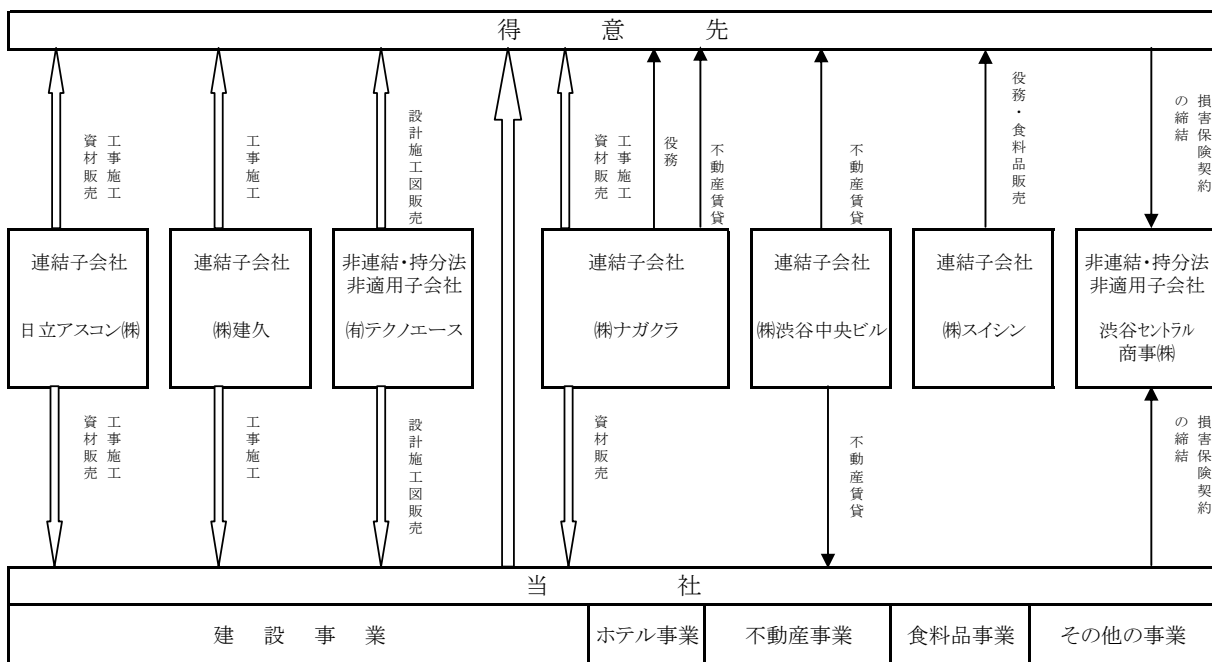 得意先
工事施工
資材販売
工事施工
設計施工図販売
工事施工
資材販売
役務
不動産賃貸
不動産賃貸
役務・食料品販売
損害保険契約
の締結
連結子会社
日立アスコン㈱
連結子会社
㈱建久
非連結・持分法
非適用子会社
㈲テクノエース
連結子会社
㈱ナガクラ
連結子会社
㈱渋谷中央ビル
連結子会社
㈱スイシン
非連結・持分法
非適用子会社
渋谷セントラル
商事㈱
工事施工
資材販売
工事施工
設計施工図販売
資材販売
不動産賃貸
損害保険契約
の締結
当社
建設事業
ホテル事業
不動産事業
食料品事業
その他の事業